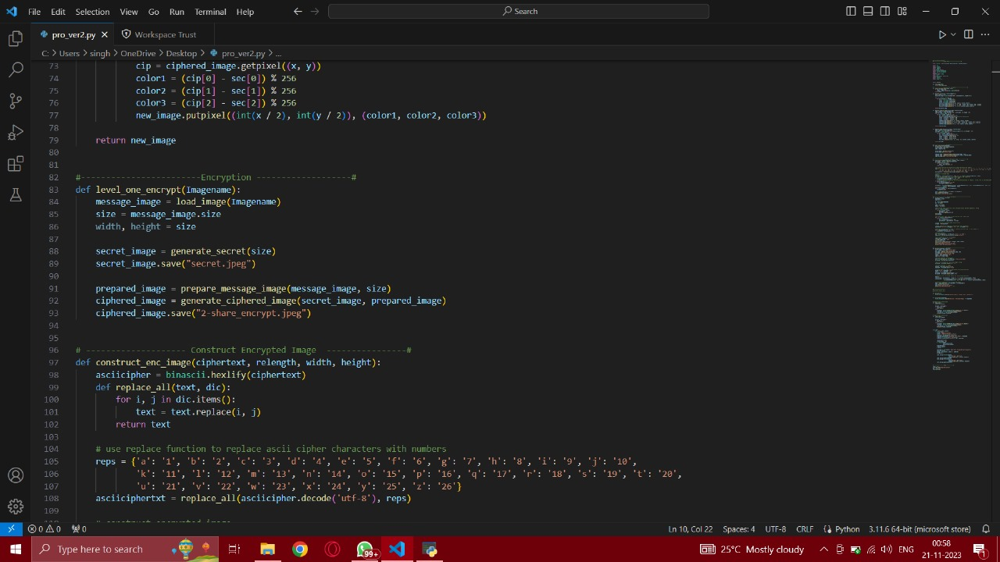 File Edit Selection View Go Run Terminal Help Search
pro_ver2.py Workspace Trust
C: > Users > singh > OneDrive > Desktop > pro_ver2.py > ...
73 cip = ciphered_image.getpixel((x, y))
74 color1 = (cip[0] - sec[0]) % 256
75 color2 = (cip[1] - sec[1]) % 256
76 color3 = (cip[2] - sec[2]) % 256
77 new_image.putpixel((int(x / 2), int(y / 2)), (color1, color2, color3))
78
79 return new_image
80
81
82 #------------------------Encryption -------------------#
83 def level_one_encrypt(Imagename):
84 message_image = load_image(Imagename)
85 size = message_image.size
86 width, height = size
87
88 secret_image = generate_secret(size)
89 secret_image.save("secret.jpeg")
90
91 prepared_image = prepare_message_image(message_image, size)
92 ciphered_image = generate_ciphered_image(secret_image, prepared_image)
93 ciphered_image.save("2-share_encrypt.jpeg")
94
95
96 # -------------------- Construct Encrypted Image  ----------------#
97 def construct_enc_image(ciphertext, relength, width, height):
98 asciicipher = binascii.hexlify(ciphertext)
99 def replace_all(text, dic):
100 for i, j in dic.items():
101 text = text.replace(i, j)
102 return text
103
104 # use replace function to replace ascii cipher characters with numbers
105 reps = {'a': '1', 'b': '2', 'c': '3', 'd': '4', 'e': '5', 'f': '6', 'g': '7', 'h': '8', 'i': '9', 'j': '10',
106 'k': '11', 'l': '12', 'm': '13', 'n': '14', 'o': '15', 'p': '16', 'q': '17', 'r': '18', 's': '19', 't': '20',
107 'u': '21', 'v': '22', 'w': '23', 'x': '24', 'y': '25', 'z': '26'}
108 asciiciphertxt = replace_all(asciicipher.decode('utf-8'), reps)
109
0 0 0 Ln 10, Col 22 Spaces: 4 UTF-8 CRLF Python 3.11.6 64-bit (microsoft store)
Type here to search 99+ 25°C Mostly cloudy ENG 00:58
21-11-2023 1